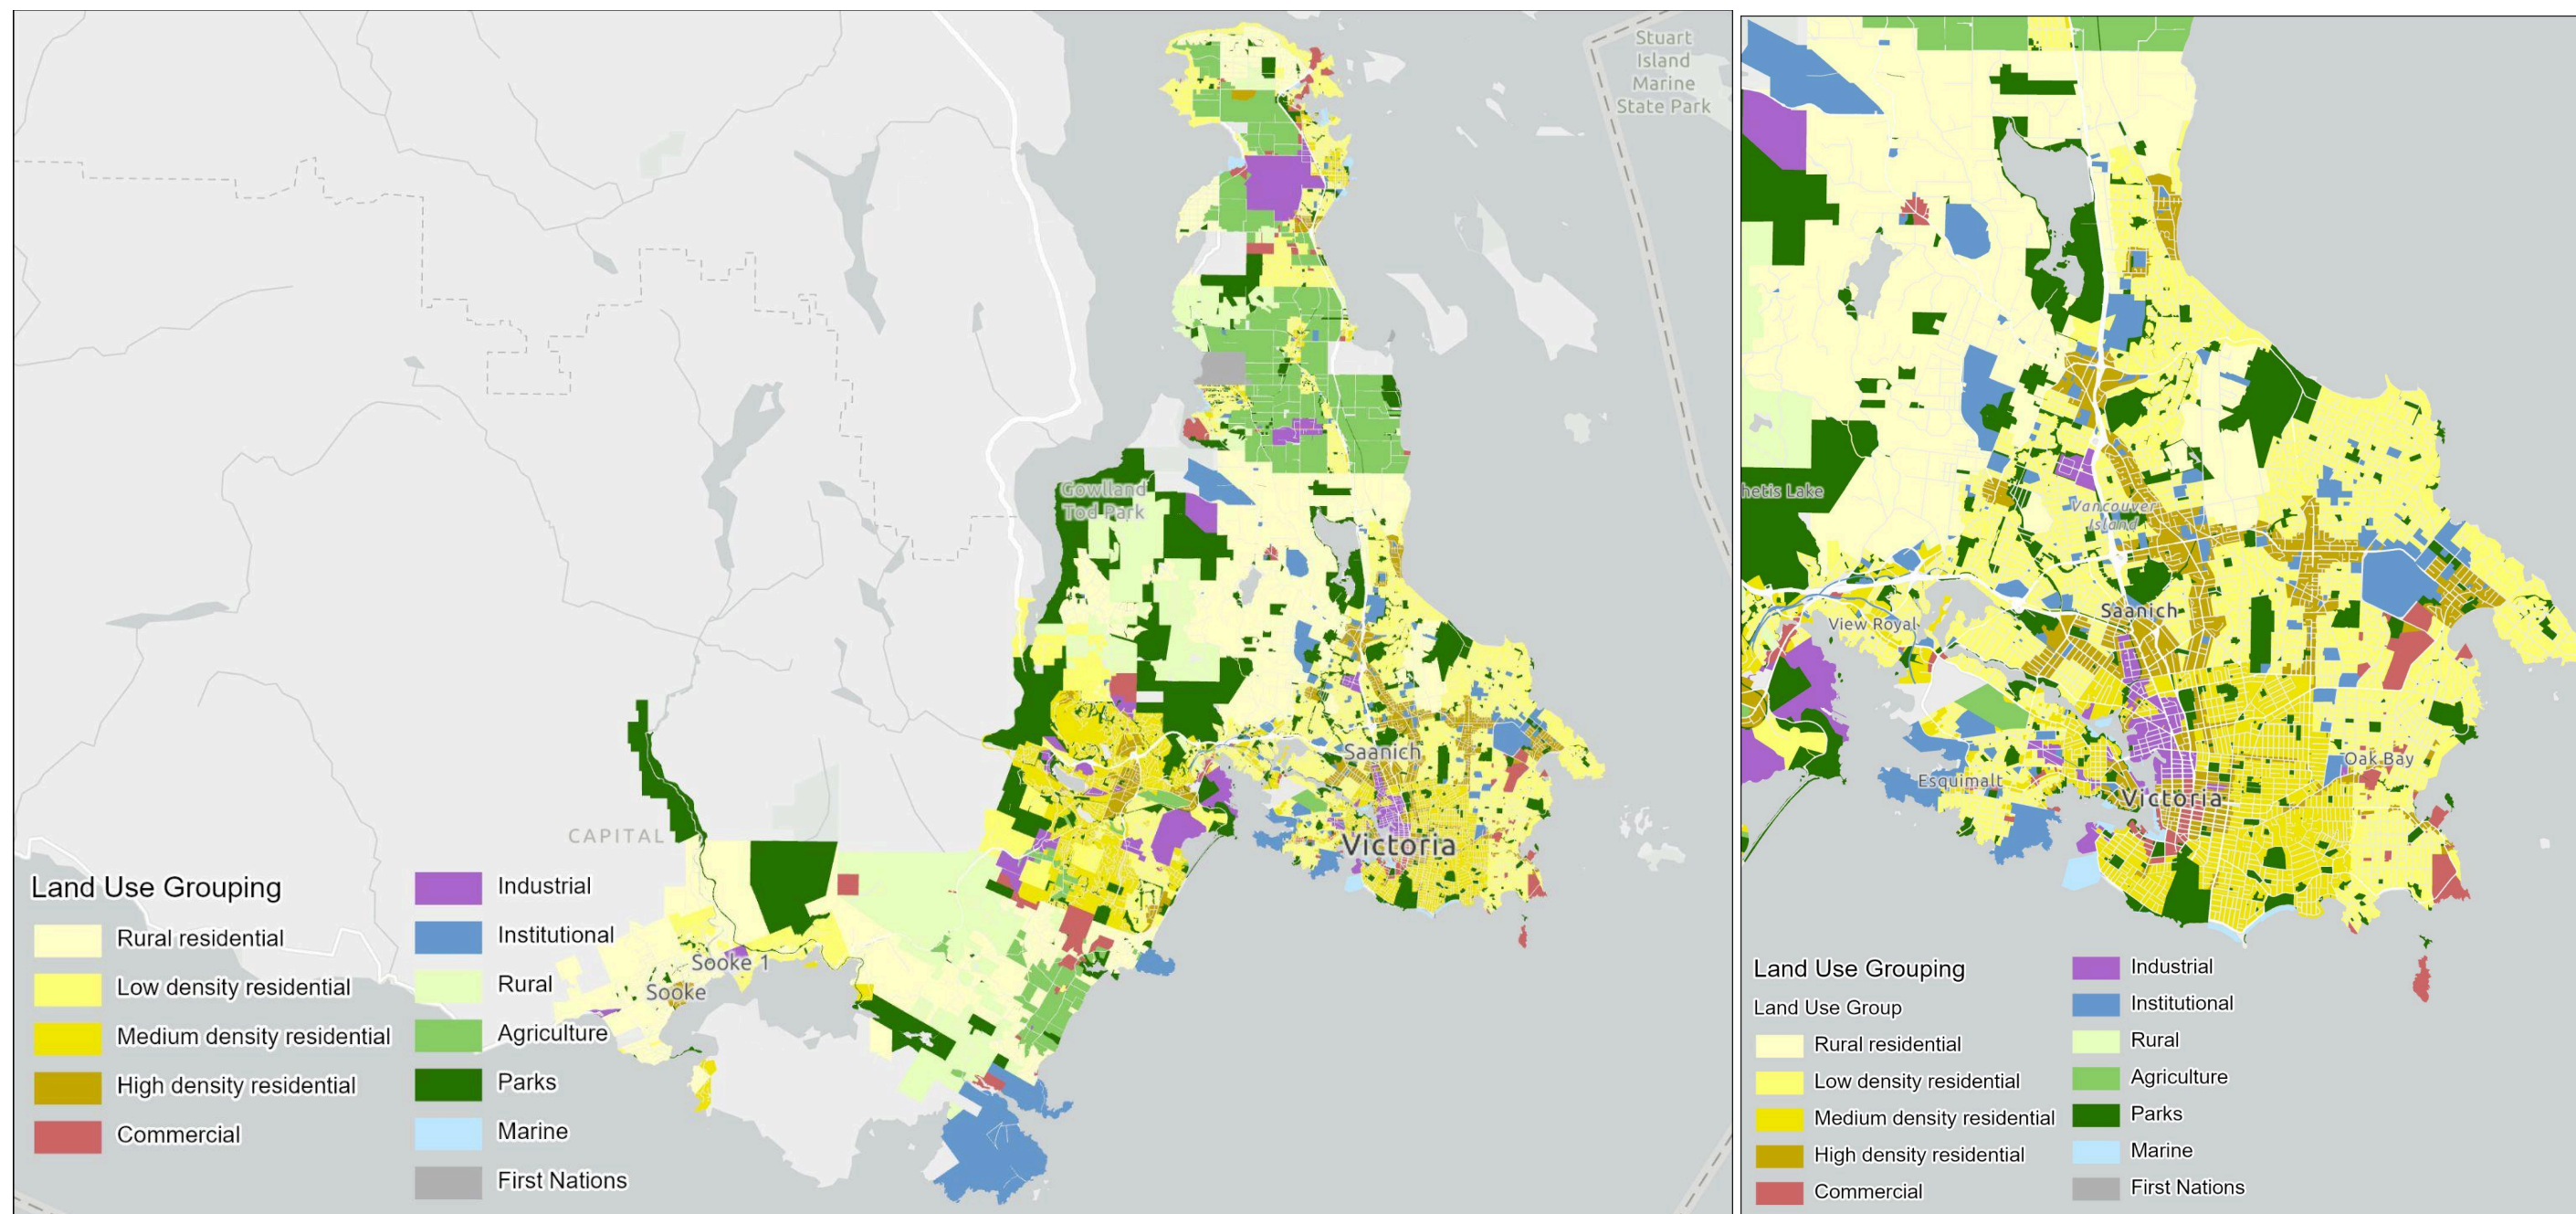 Stuart
Island
Marine
State Park
Gowlland
Tod Park
CAPITAL
Saanich
Victoria
Sooke 1
Sooke
Land Use Grouping
Rural residential
Low density residential
Medium density residential
High density residential
Commercial
Industrial
Institutional
Rural
Agriculture
Parks
Marine
First Nations
hetis Lake
Vancouver
Island
Saanich
View Royal
Esquimalt
Victoria
Oak Bay
Land Use Grouping
Land Use Group
Rural residential
Low density residential
Medium density residential
High density residential
Commercial
Industrial
Institutional
Rural
Agriculture
Parks
Marine
First Nations